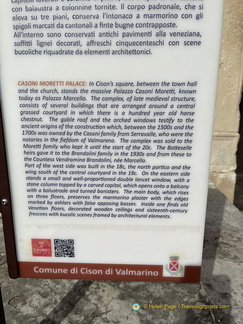 con balaustra a colonnine tornite. Il corpo padronale, che si
eleva su tre piani, conserva l'intonaco a marmorino con gli
spigoli marcati da cantonali a finte bugne contrapposte.
All'interno sono conservati antichi pavimenti alla veneziana,
soffitti lignei decorati, affreschi cinquecenteschi con scene
bucoliche riquadrate da elementi architettonici.
CASONI MORETTI PALACE: In Cison's square, between the town hall
and the church, stands the massive Palazzo Casoni Moretti, known
today as Palazzo Marcello. The complex, of late medieval structure,
consists of several buildings that are arranged around a central
grassed courtyard in which there is a hundred year old horse
chestnut. The gable roof and the arched windows testify to the
ancient origins of the construction which, between the 1500s and the
1700s was owned by the Casoni family from Serravalle, who were the
notaries in the fiefdom of Valmareno. The complex was sold to the
Moretti family who kept it until the start of the 20c. The Botteselle
heirs gave it to the Brandolini family in the 1930s and from these to
the Countess Vendramina Brandolini, née Marcello.
Part of the west side was built in the 18c, the north portico and the
wing south of the central courtyard in the 19c. On the eastern side
stands a small and well-proportioned double lancet window, with a
stone column topped by a carved capital, which opens onto a balcony
with a balustrade and turned banisters. The main body, which rises
on three floors, preserves the marmorino plaster with the edges
marked by ashlars with false opposing bosses. Inside one finds old
Venetian floors, decorated wooden ceilings and sixteenth-century
frescoes with bucolic scenes framed by architectural elements.
Comune di Cison di Valmarino
© Helen Page / TravelSigns.com